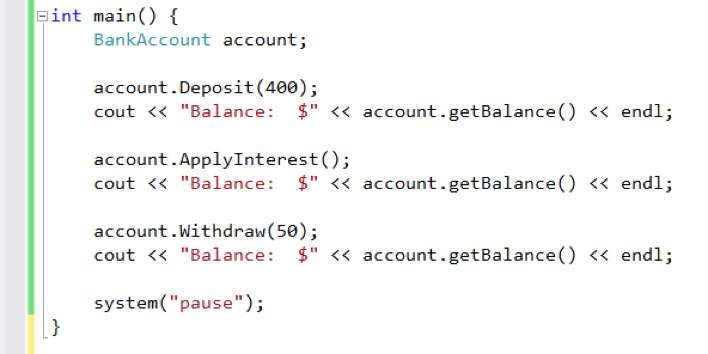 int main() {
BankAccount account;
account.Deposit(400);
cout << "Balance:  $" << account.getBalance() << endl;
account.ApplyInterest();
cout << "Balance:  $" << account.getBalance() << endl;
account.Withdraw(50);
cout << "Balance:  $" << account.getBalance() << endl;
system("pause");
}